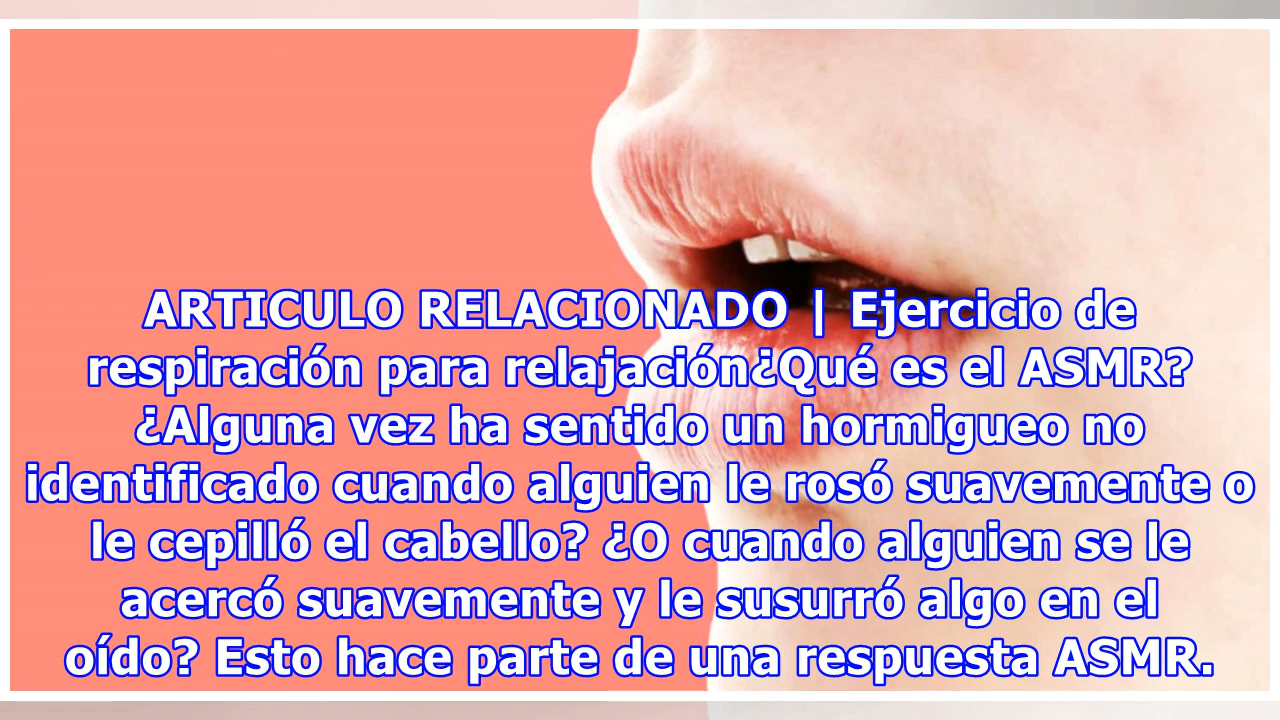 ARTICULO RELACIONADO | Ejercicio de
respiración para relajación¿Qué es el ASMR?
¿Alguna vez ha sentido un hormigueo no
identificado cuando alguien le rosó suavemente o
le cepilló el cabello? ¿O cuando alguien se le
acercó suavemente y le susurró algo en el
oído? Esto hace parte de una respuesta ASMR.